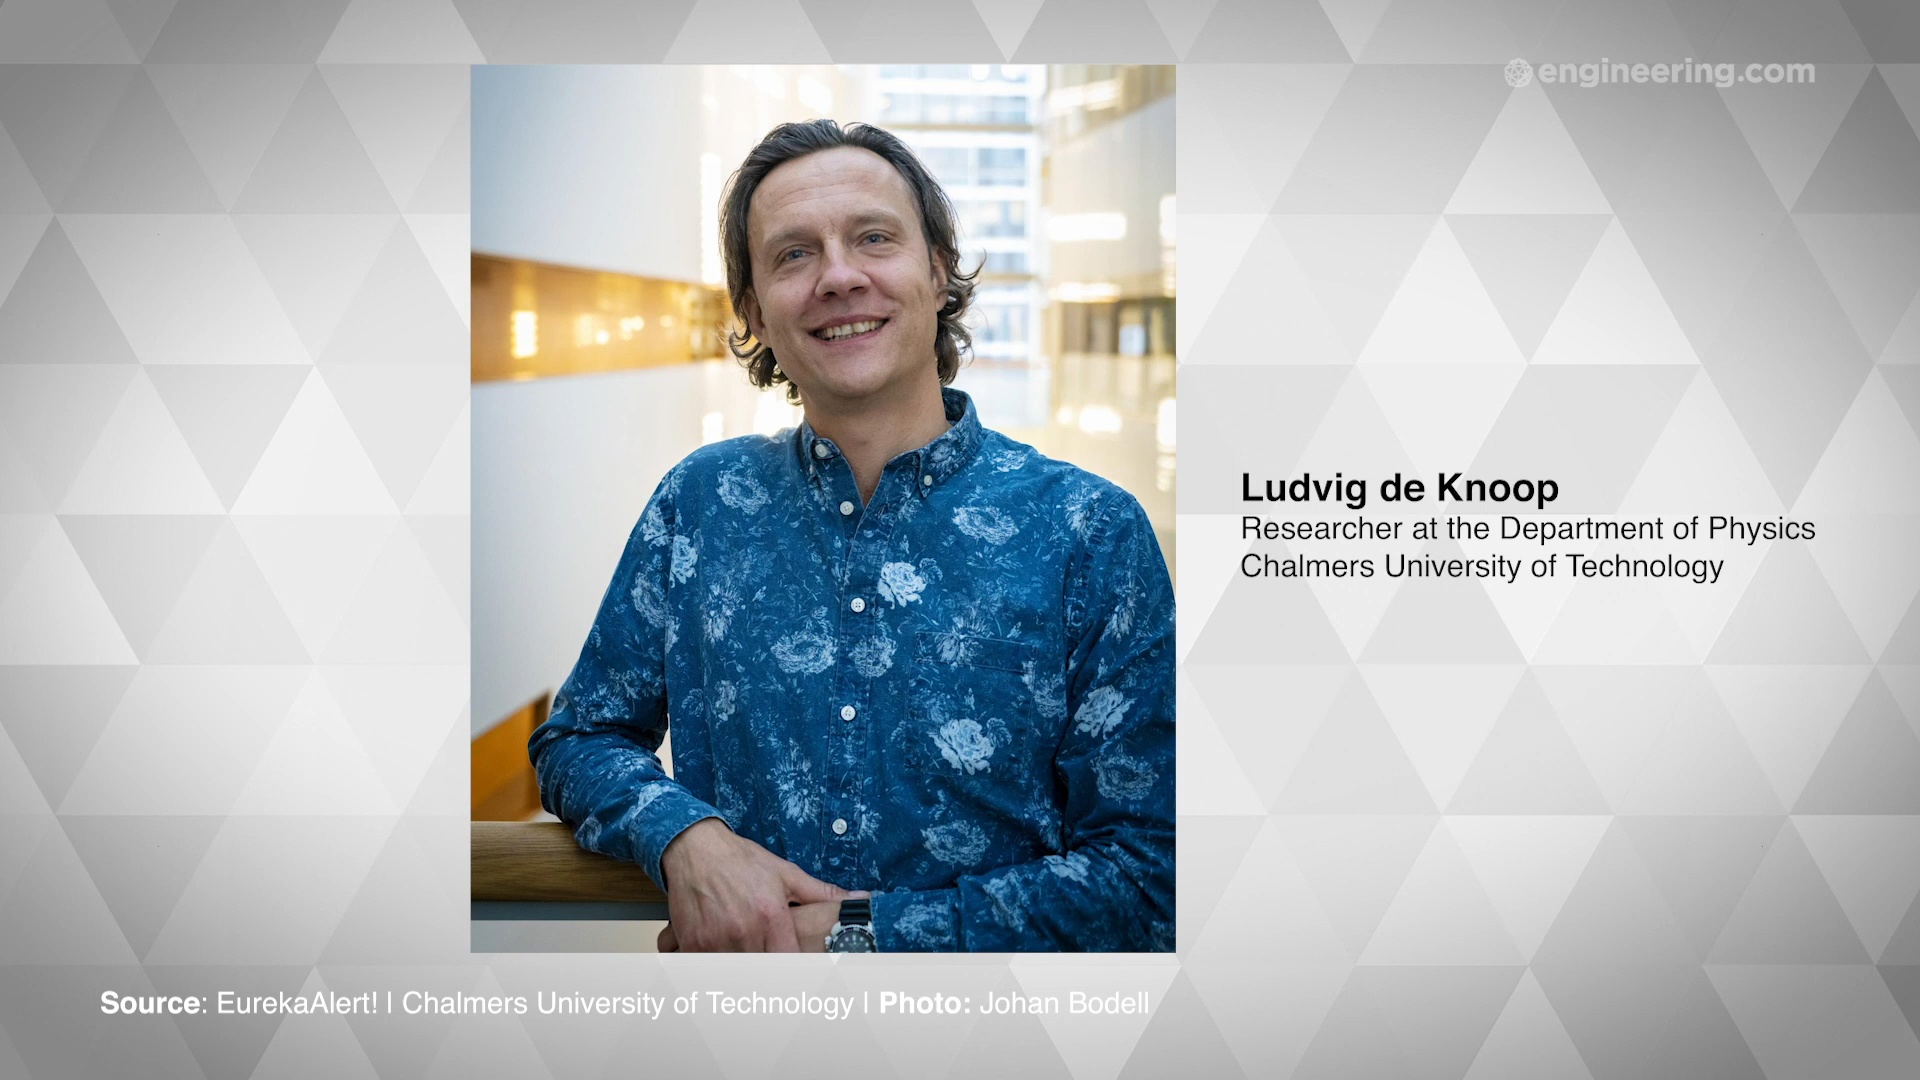 engineering.com
Ludvig de Knoop
Researcher at the Department of Physics
Chalmers University of Technology
Source: EurekaAlert! | Chalmers University of Technology | Photo: Johan Bodell